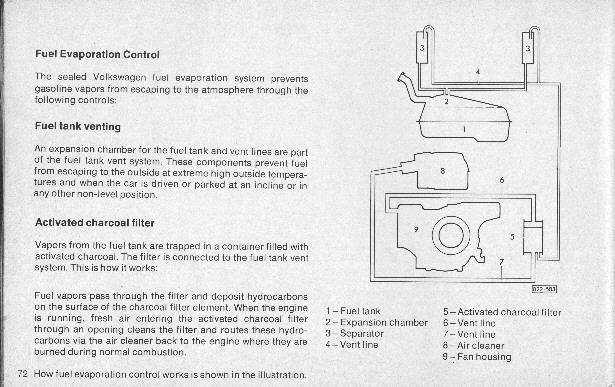 Fuel Evaporation Control
The sealed Volkswagen fuel evaporation system prevents
gasoline vapors from escaping to the atmosphere through the
following controls:
Fuel tank venting
An expansion chamber for the fuel tank and vent lines are part
of the fuel tank vent system. These components prevent fuel
from escaping to the outside at extreme high outside tempera-
tures and when the car is driven or parked at an incline or in
any other non-level position.
Activated charcoal filter
Vapors from the fuel tank are trapped in a container filled with
activated charcoal. The filter is connected to the fuel tank vent
system. This is how it works:
Fuel vapors pass through the filter and deposit hydrocarbons
on the surface of the charcoal filter element. When the engine
is running, fresh air entering the activated charcoal filter
through an opening cleans the filter and routes these hydro-
carbons via the air cleaner back to the engine where they are
burned during normal combustion.
72 How fuel evaporation control works is shown in the illustration.
3
3
4
2
1
8
6
9
5
7
B22-503
1 – Fuel tank
2 – Expansion chamber
3 – Separator
4 – Vent line
5 – Activated charcoal filter
6 – Vent line
7 – Vent line
8 – Air cleaner
9 – Fan housing